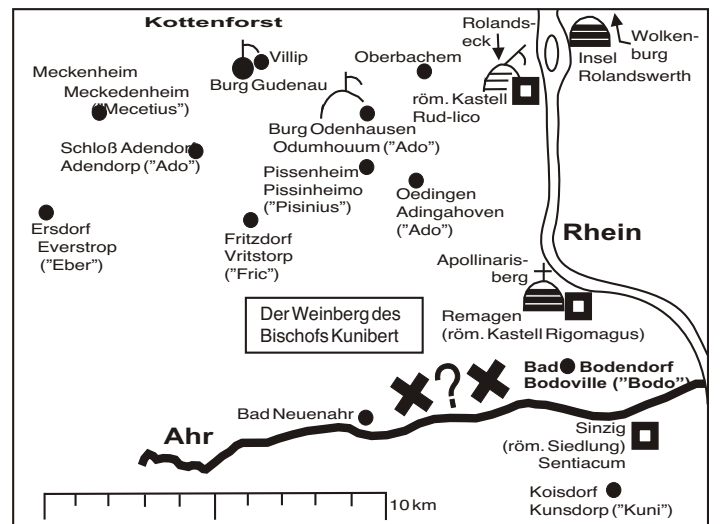 Kottenforst
Rolands-
eck
Wolken-
burg
Insel
Rolandswerth
Villip
Burg Gudenau
Oberbachem
Meckenheim
Meckedenheim
("Mecetius")
röm. Kastell
Rud-lico
Burg Odenhausen
Odumhouum ("Ado")
Schloß Adendorf
Adendorp ("Ado")
Pissenheim
Pissinheimo
("Pisinius")
Oedingen
Adingahoven
("Ado")
Ersdorf
Everstrop
("Eber")
Fritzdorf
Vritstorp
("Fric")
Rhein
Apollinaris-
berg
Remagen
(röm. Kastell Rigomagus)
Der Weinberg des
Bischofs Kunibert
Bad Bodendorf
Bodoville ("Bodo")
?
Bad Neuenahr
Ahr
Sinzig
(röm. Siedlung)
Sentiacum
Koisdorf
Kunsdorp ("Kuni")
10 km